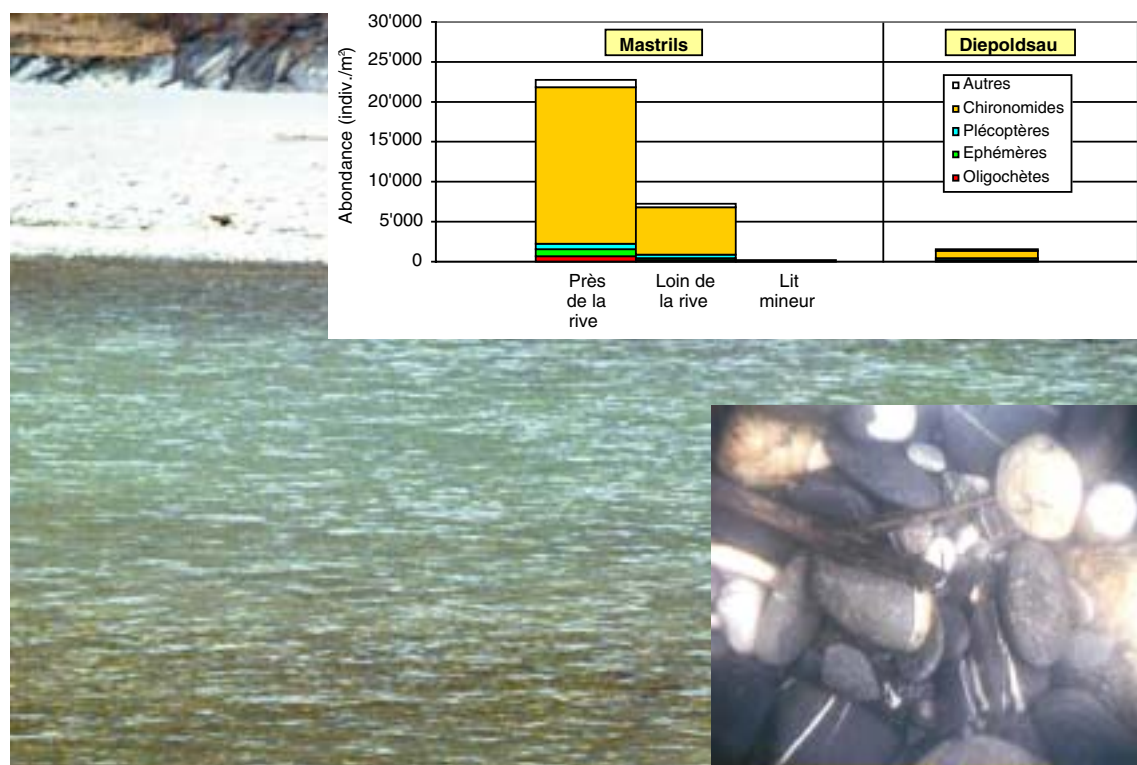 30'000
25'000
20'000
15'000
10'000
5'000
0
Abondance (indiv./m²)
Mastrils
Diepoldsau
Autres
Chironomides
Plécoptères
Ephémères
Oligochètes
Près
de la
rive
Loin de
la rive
Lit
mineur